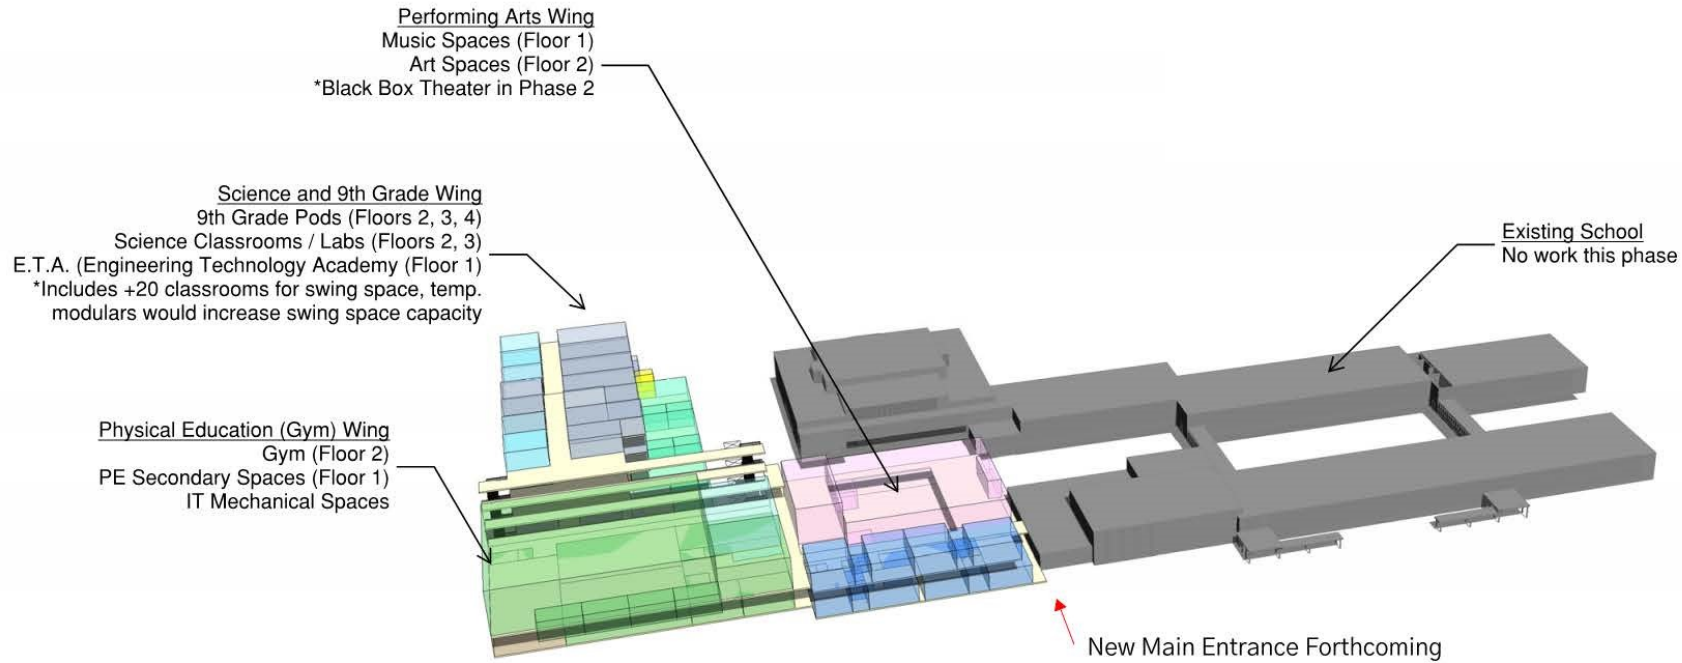 Performing Arts Wing
Music Spaces (Floor 1)
Art Spaces (Floor 2)
*Black Box Theater in Phase 2
Science and 9th Grade Wing
9th Grade Pods (Floors 2, 3, 4)
Science Classrooms / Labs (Floors 2, 3)
E.T.A. (Engineering Technology Academy (Floor 1)
*Includes +20 classrooms for swing space, temp.
modulars would increase swing space capacity
Existing School
No work this phase
Physical Education (Gym) Wing
Gym (Floor 2)
PE Secondary Spaces (Floor 1)
IT Mechanical Spaces
New Main Entrance Forthcoming